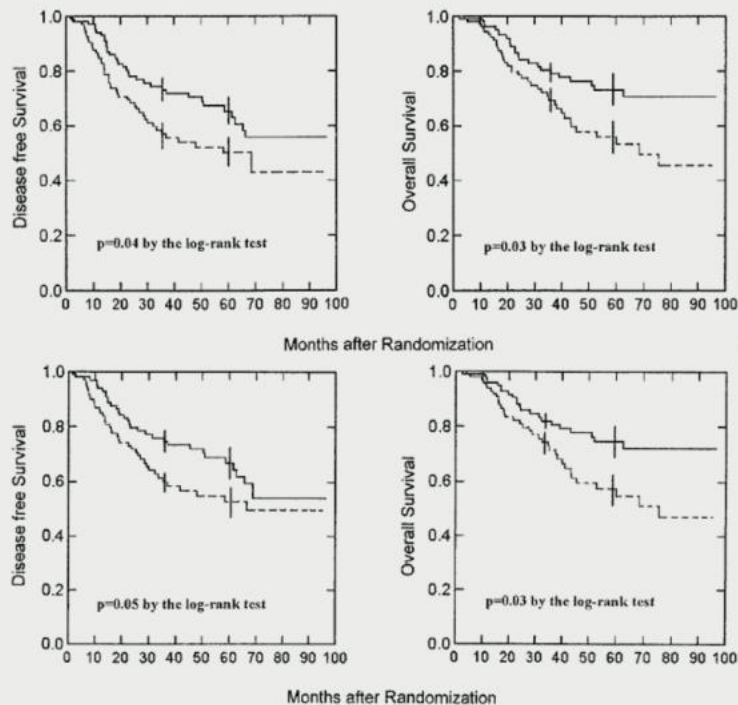 Disease free Survival
1.0
0.8
0.6
0.4
0.2
0.0
p=0.04 by the log-rank test
0 10 20 30 40 50 60 70 80 90 100
Overall Survival
1.0
0.8
0.6
0.4
0.2
0.0
p=0.03 by the log-rank test
0 10 20 30 40 50 60 70 80 90 100
Months after Randomization
Disease free Survival
1.0
0.8
0.6
0.4
0.2
0.0
p=0.05 by the log-rank test
0 10 20 30 40 50 60 70 80 90 100
Overall Survival
1.0
0.8
0.6
0.4
0.2
0.0
p=0.03 by the log-rank test
0 10 20 30 40 50 60 70 80 90 100
Months after Randomization